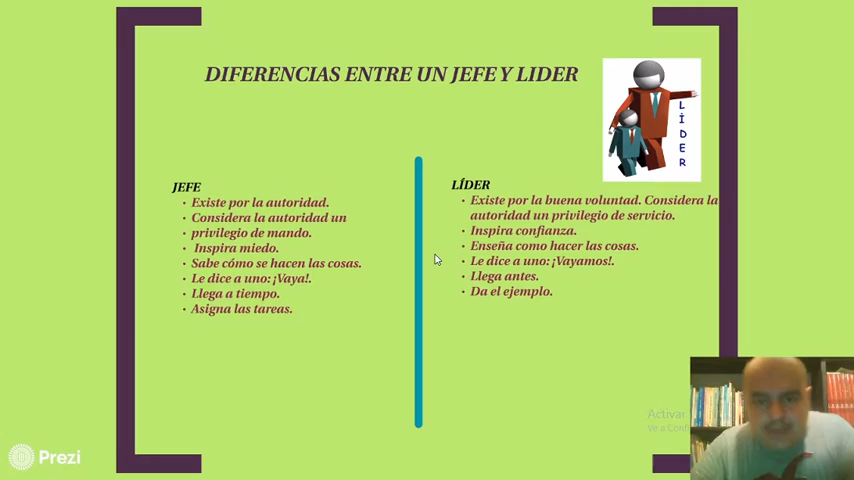 DIFERENCIAS ENTRE UN JEFE Y LIDER
LÍDER
JEFE
• Existe por la autoridad.
• Considera la autoridad un
• privilegio de mando.
• Inspira miedo.
• Sabe cómo se hacen las cosas.
• Le dice a uno: ¡Vaya!.
• Llega a tiempo.
• Asigna las tareas.
LÍDER
• Existe por la buena voluntad. Considera la
autoridad un privilegio de servicio.
• Inspira confianza.
• Enseña como hacer las cosas.
• Le dice a uno: ¡Vayamos!.
• Llega antes.
• Da el ejemplo.
Activar
Ve a Confi
Prezi